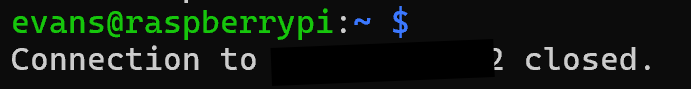 evans@raspberrypi:~ $
Connection to 2 closed.